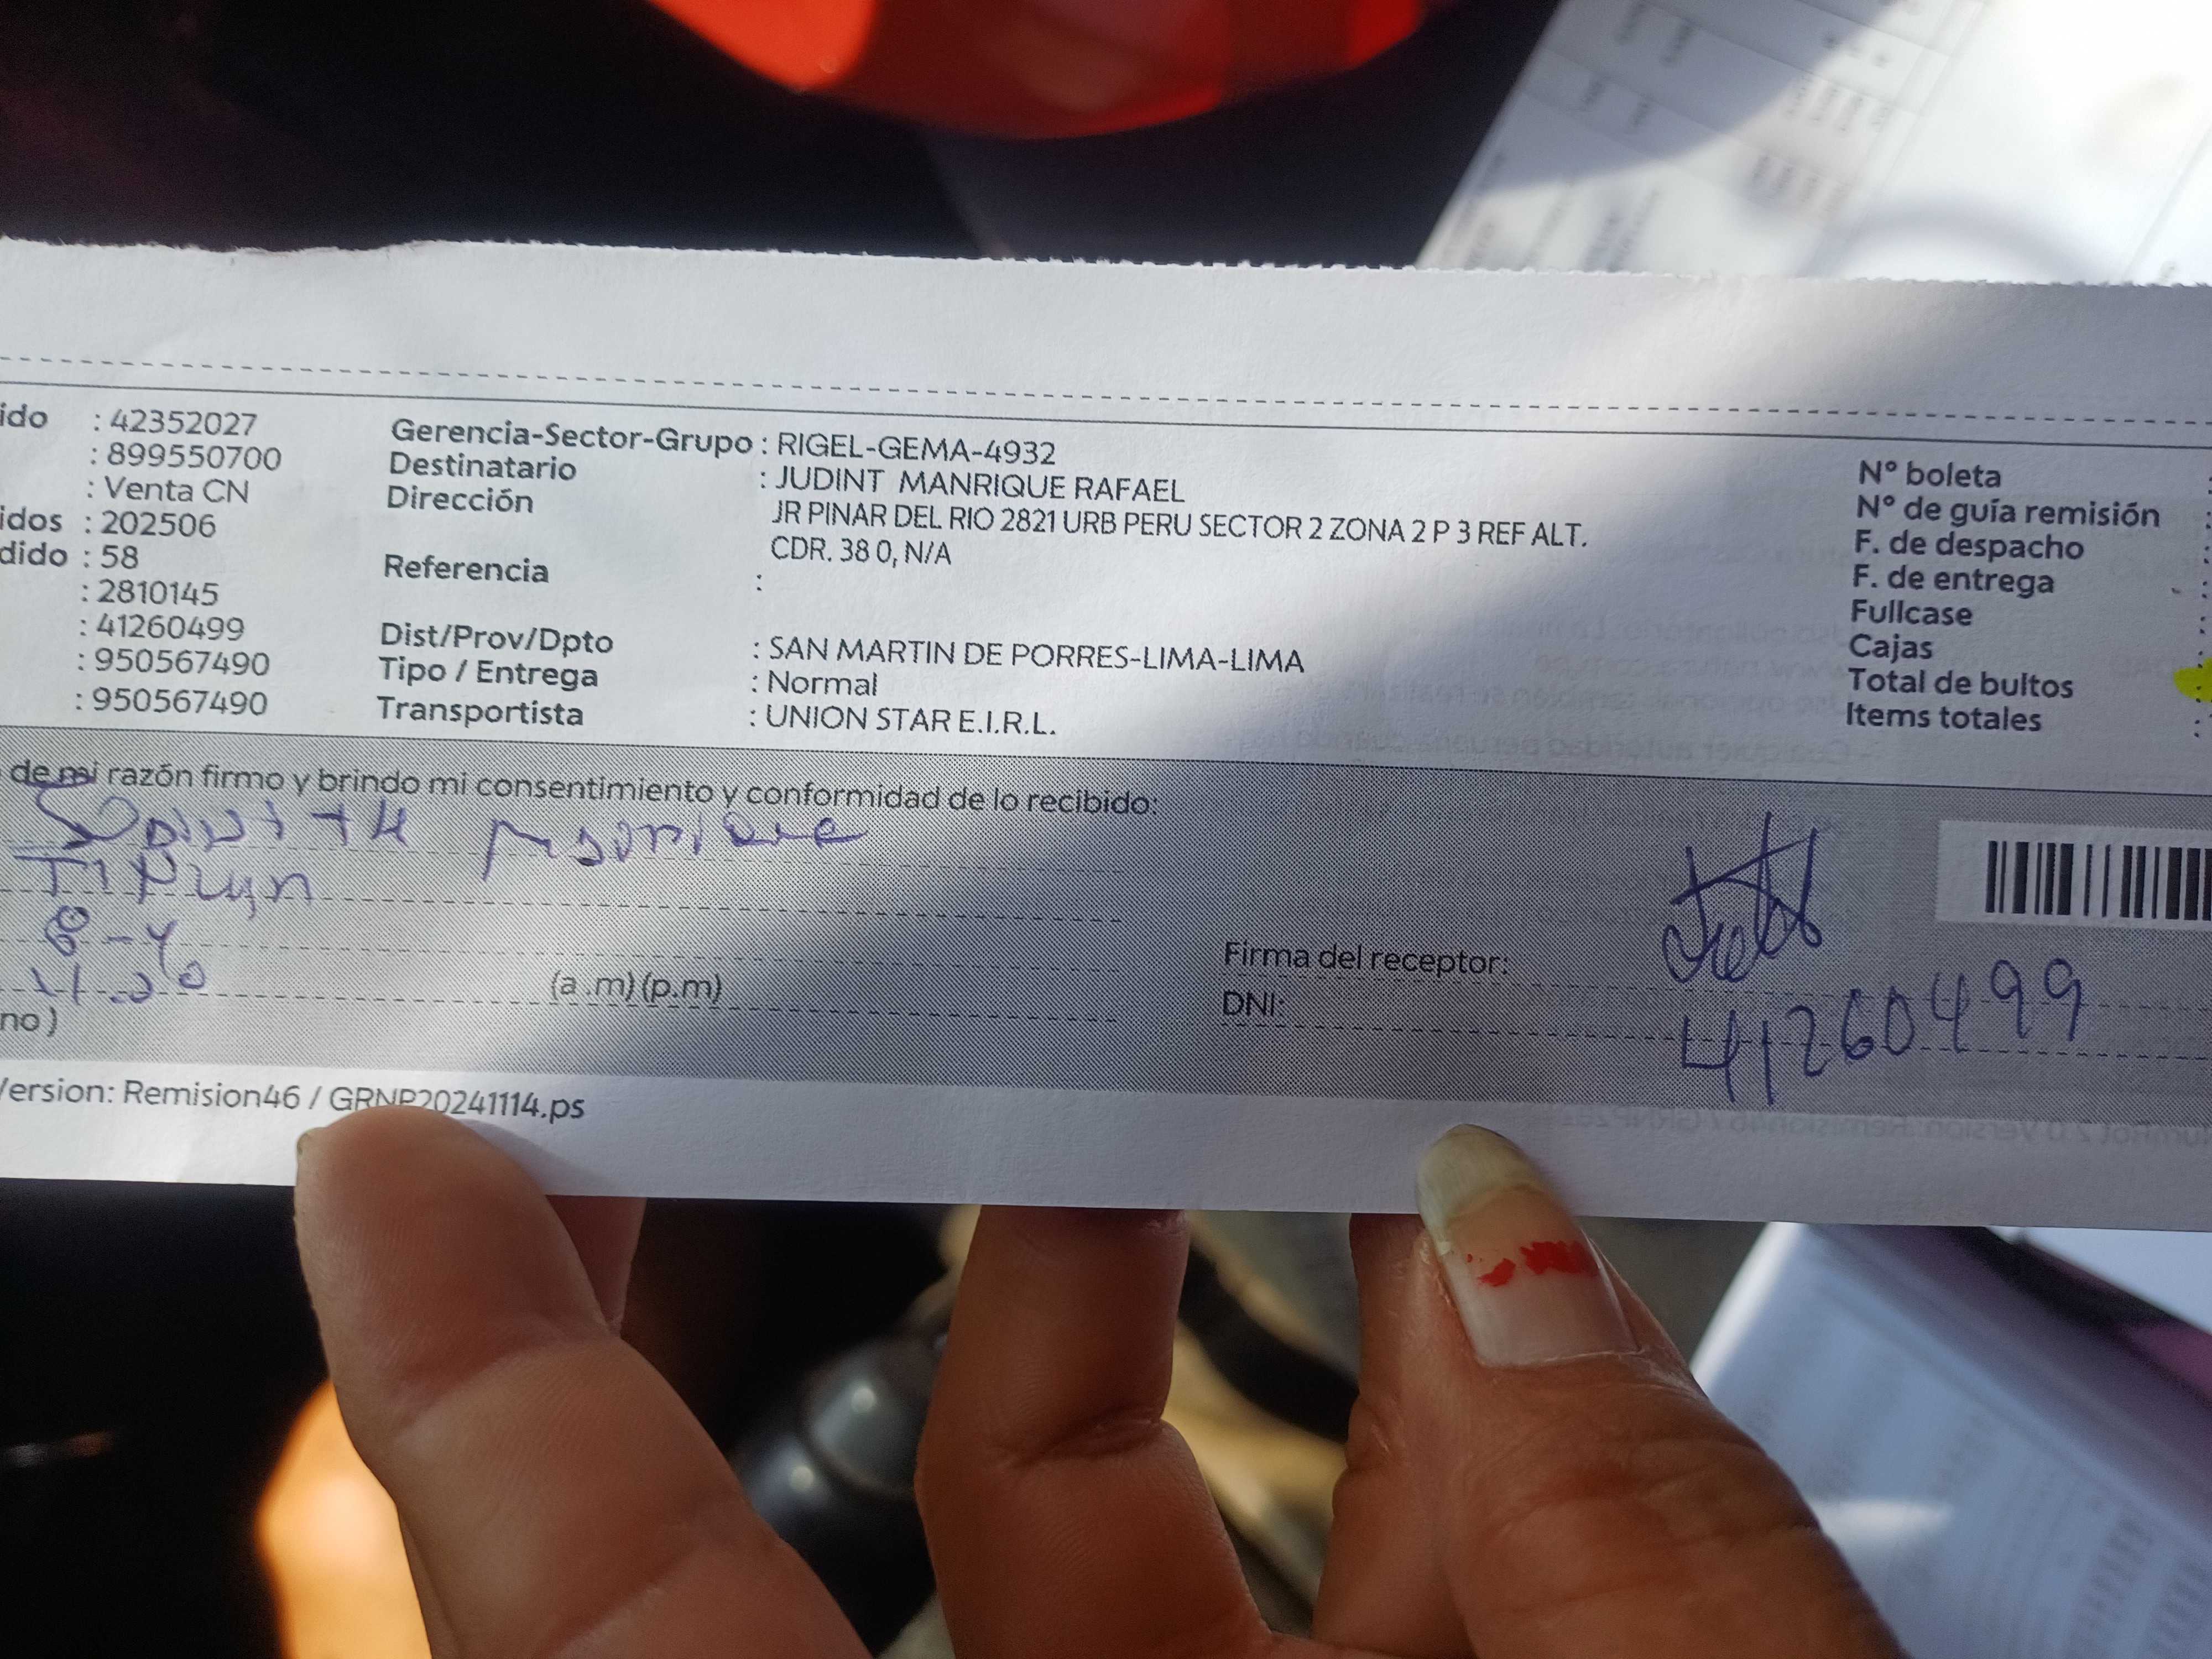 ido : 42352027
: 899550700
: Venta CN
idos : 202506
dido : 58
: 2810145
: 41260499
: 950567490
: 950567490
Gerencia-Sector-Grupo : RIGEL-GEMA-4932
Destinatario : JUDINT MANRIQUE RAFAEL
Dirección JR PINAR DEL RIO 2821 URB PERU SECTOR 2 ZONA 2 P 3 REF ALT.
CDR. 38 0, N/A
Referencia :
Dist/Prov/Dpto : SAN MARTIN DE PORRES-LIMA-LIMA
Tipo / Entrega : Normal
Transportista : UNION STAR E.I.R.L.
N° boleta :
N° de guía remisión
F. de despacho :
F. de entrega :
Fullcase :
Cajas :
Total de bultos :
Items totales :
de mi razón firmo y brindo mi consentimiento y conformidad de lo recibido:
8-4
11.20 (a.m)(p.m)
no)
Firma del receptor:
DNI: 41260499
Version: Remision46 / GRNP20241114.ps